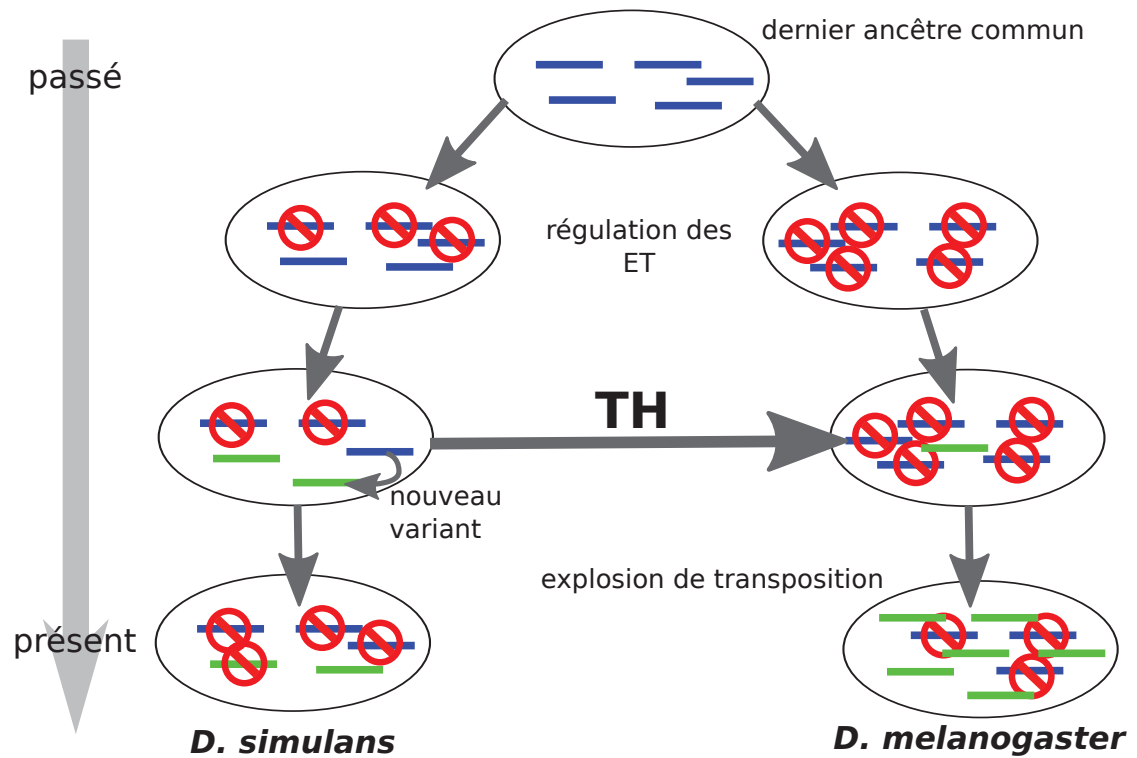 dernier ancêtre commun
passé
régulation des
ET
TH
nouveau
variant
explosion de transposition
présent
D. simulans
D. melanogaster